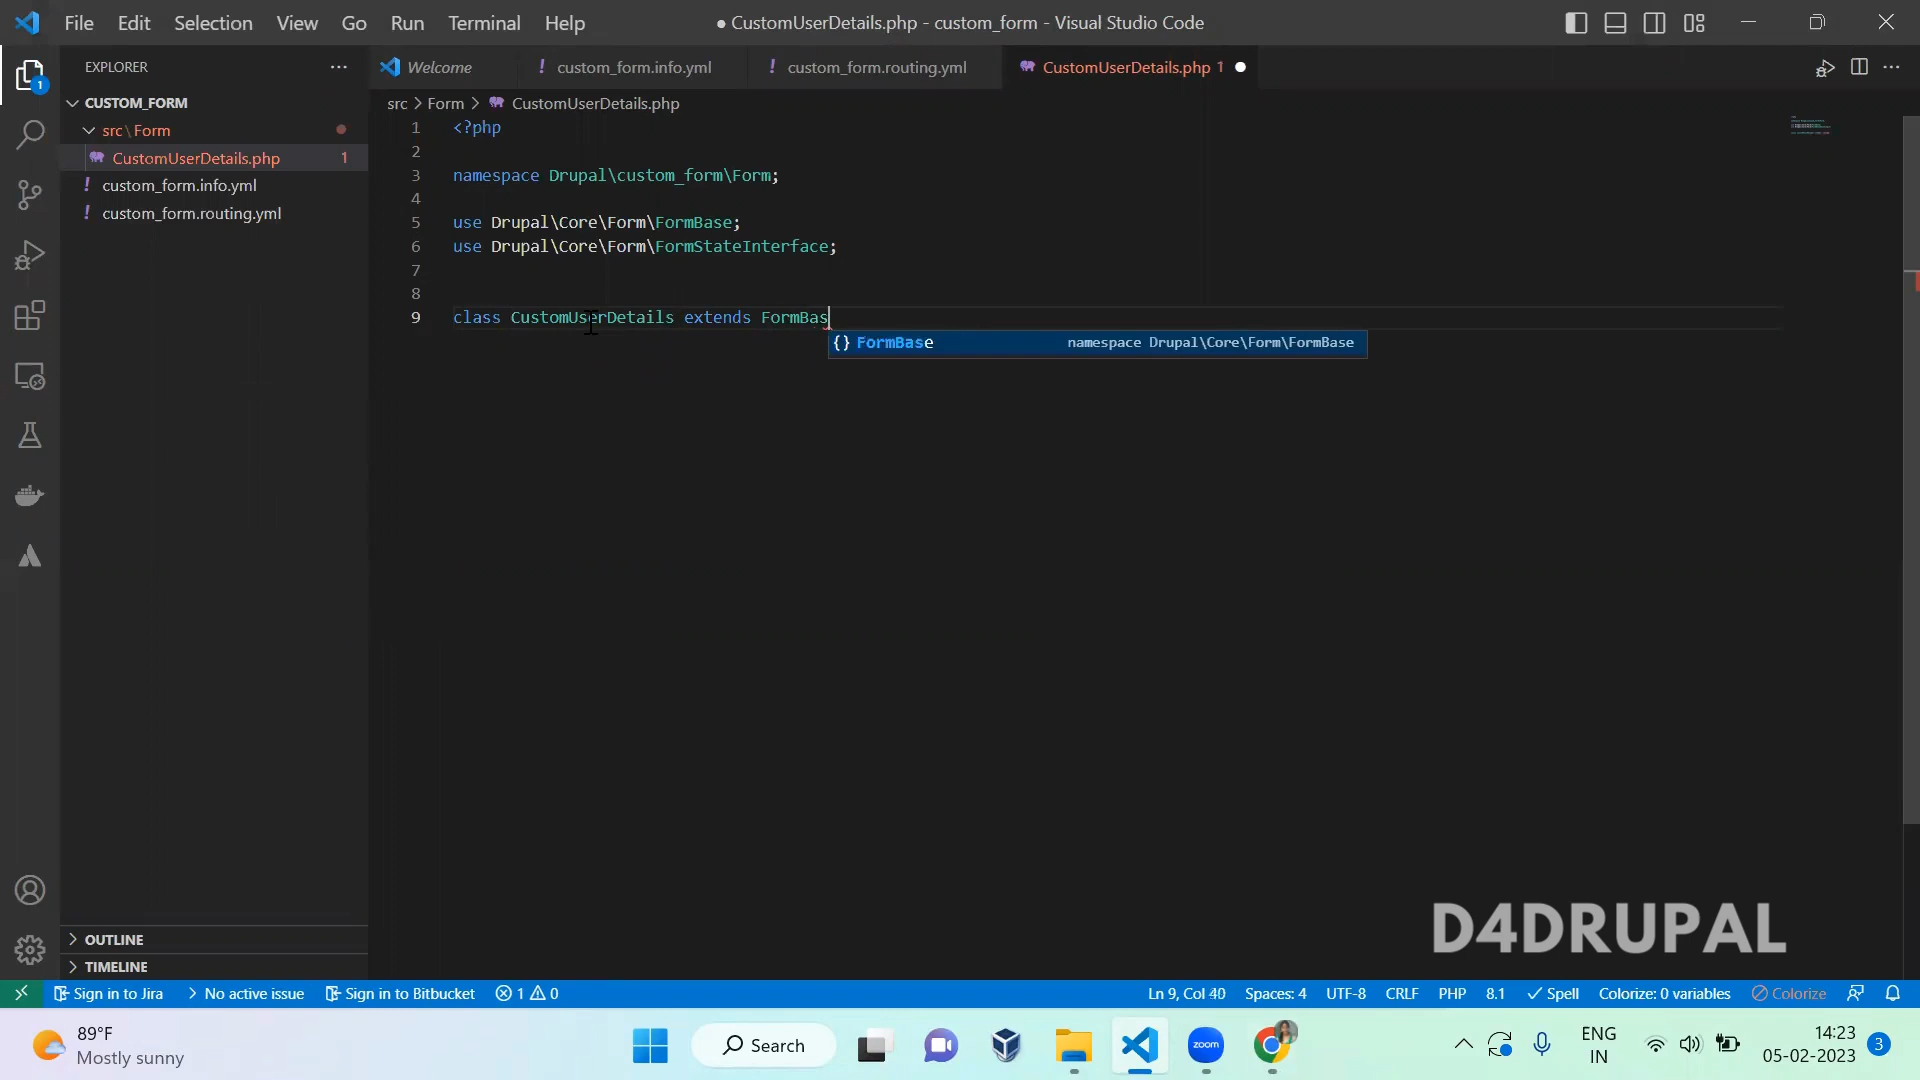 File Edit Selection View Go Run Terminal Help
● CustomUserDetails.php - custom_form - Visual Studio Code
EXPLORER
Welcome
! custom_form.info.yml
! custom_form.routing.yml
CustomUserDetails.php 1 ●
1
CUSTOM_FORM
src\Form
CustomUserDetails.php 1
! custom_form.info.yml
! custom_form.routing.yml
src > Form > CustomUserDetails.php
1 <?php
2
3 namespace Drupal\custom_form\Form;
4
5 use Drupal\Core\Form\FormBase;
6 use Drupal\Core\Form\FormStateInterface;
7
8
9 class CustomUserDetails extends FormBas
{} FormBase namespace Drupal\Core\Form\FormBase
D4DRUPAL
OUTLINE
TIMELINE
Sign in to Jira > No active issue Sign in to Bitbucket 1 0
Ln 9, Col 40 Spaces: 4 UTF-8 CRLF PHP 8.1 Spell Colorize: 0 variables Colorize
89°F
Mostly sunny
Search
zoom
ENG
IN
14:23
05-02-2023
3